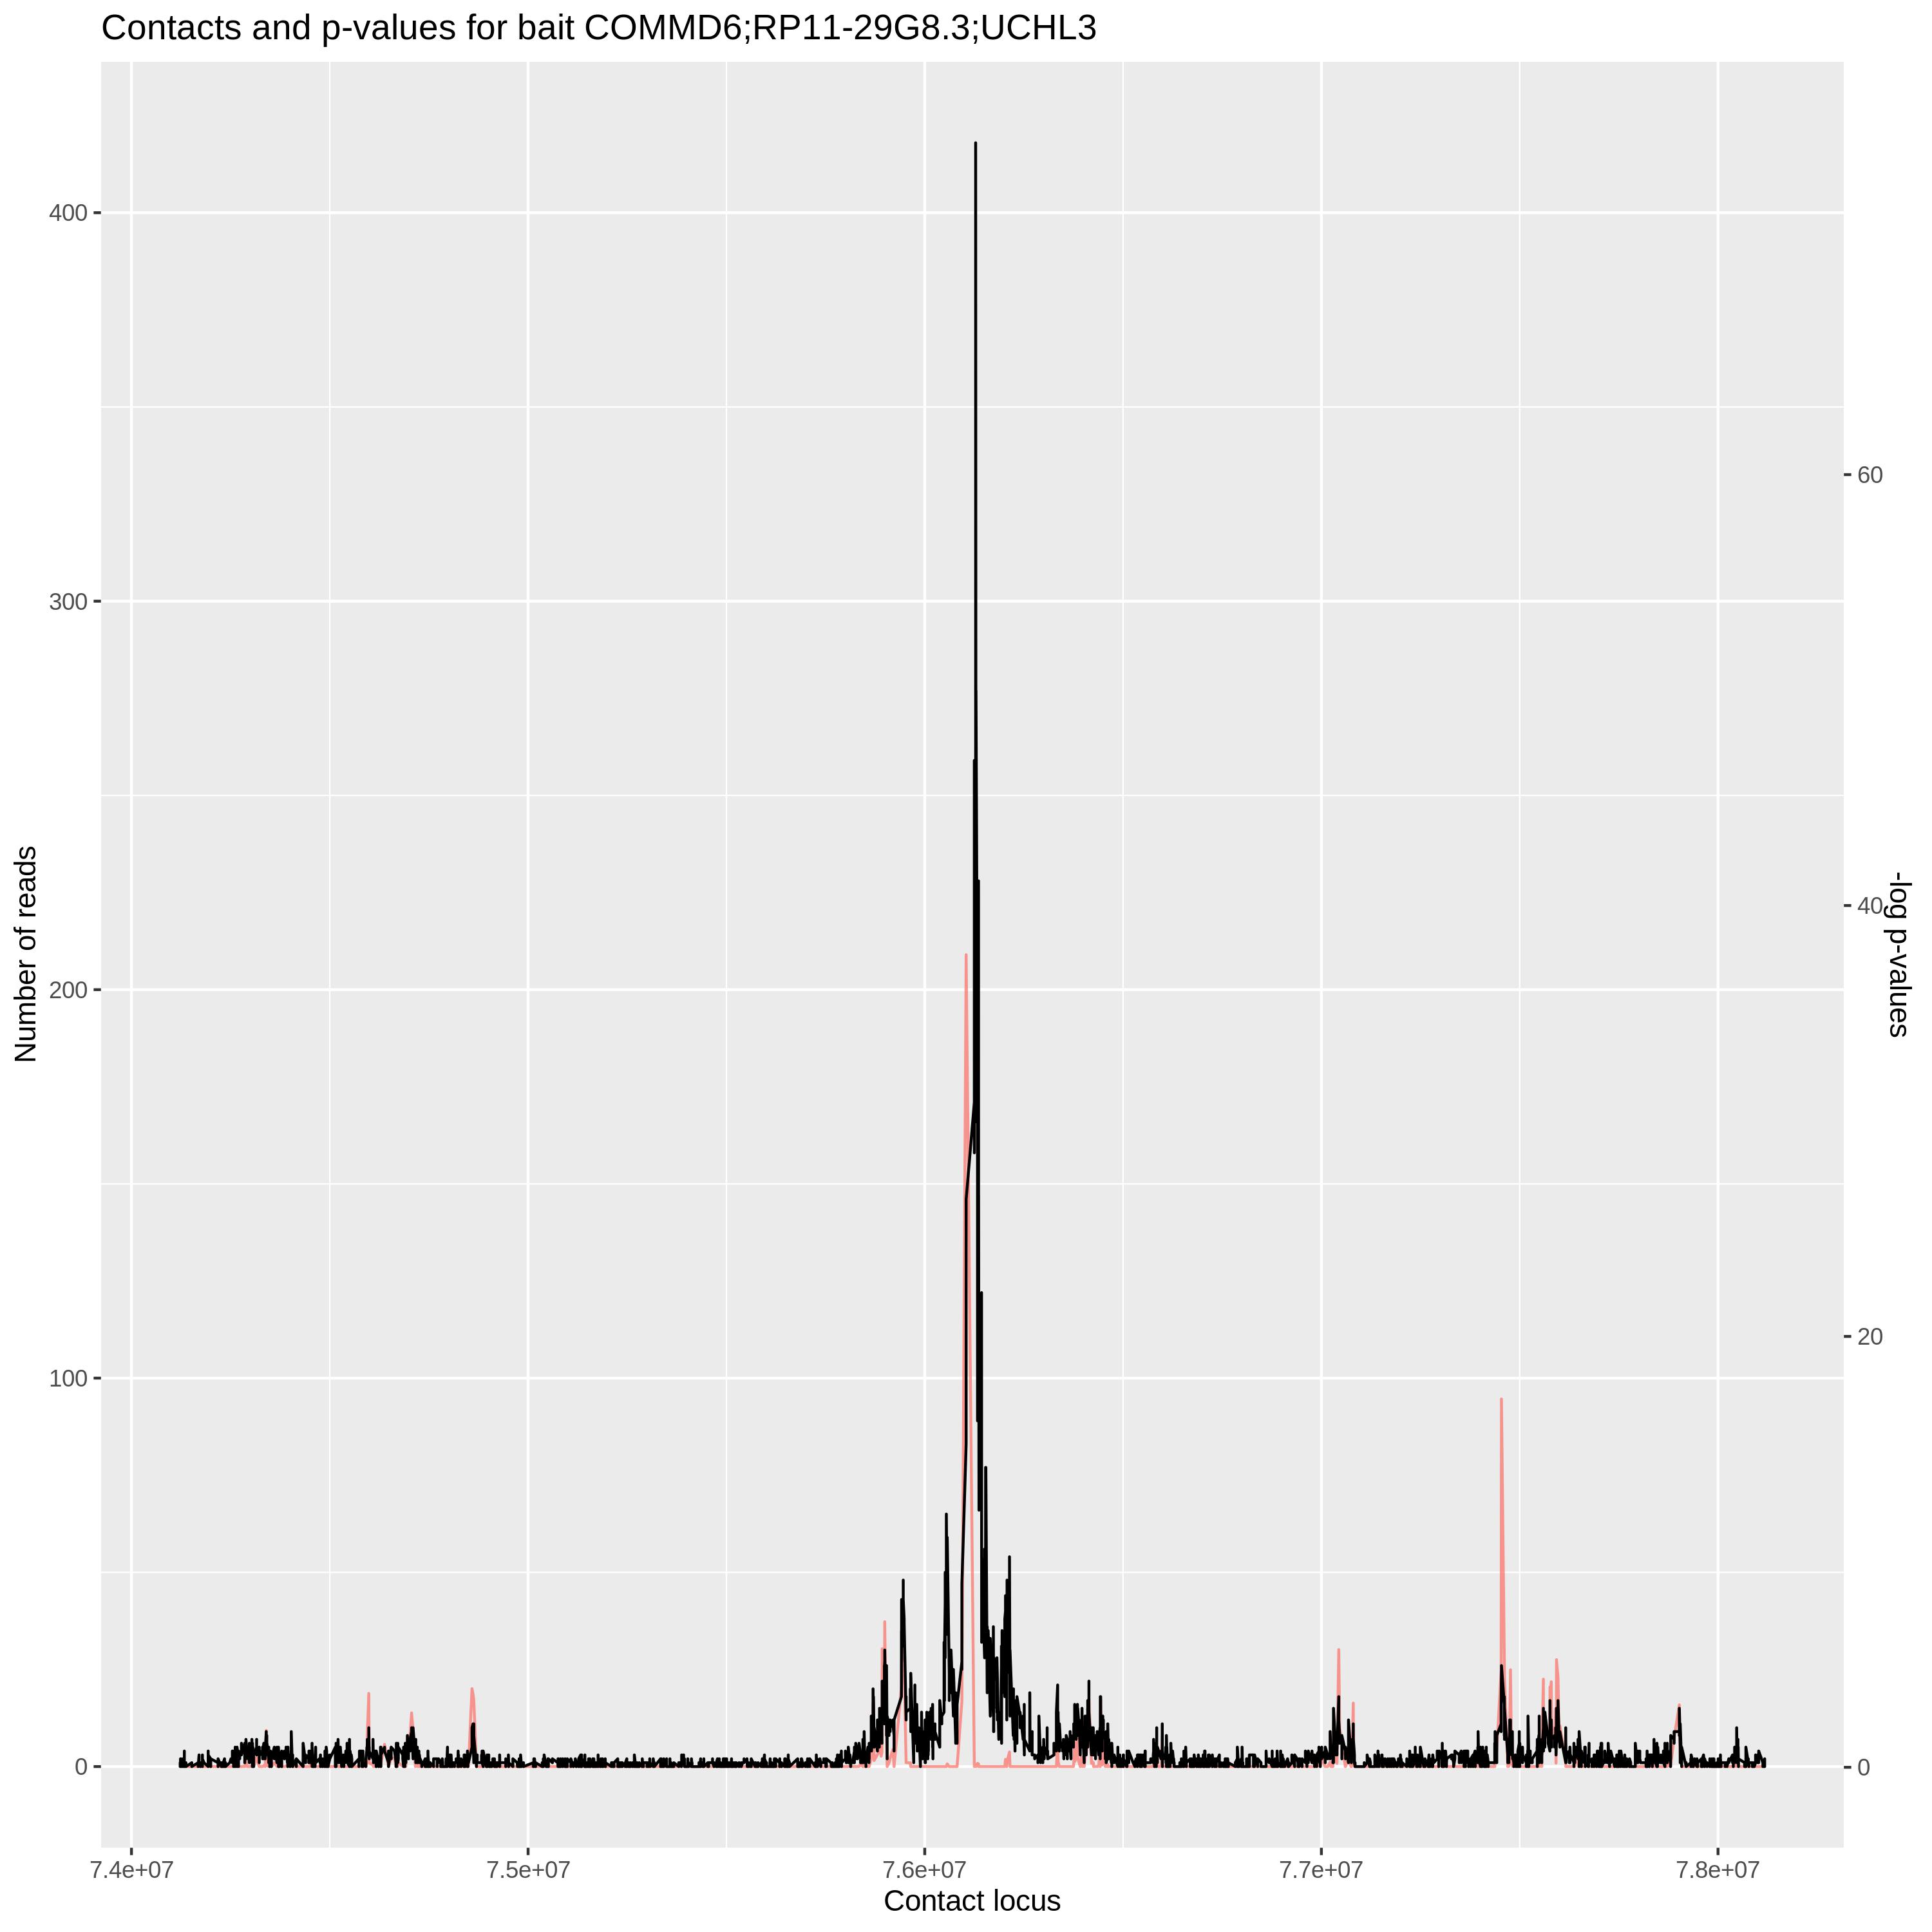 Contacts and p-values for bait COMMD6;RP11-29G8.3;UCHL3
400
300
200
100
0
Number of reads
60
40
20
0
-log p-values
7.4e+07 7.5e+07 7.6e+07 7.7e+07 7.8e+07
Contact locus